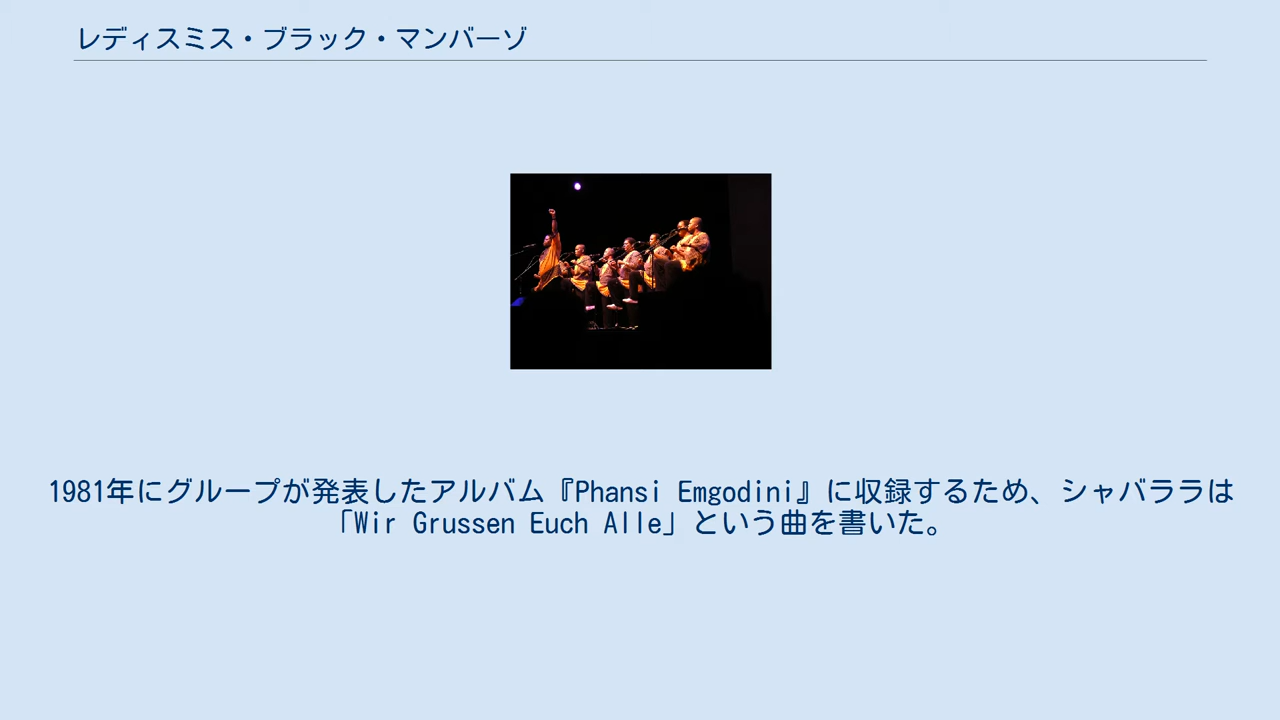 レディスミス・ブラック・マンバーゾ
1981年にグループが発表したアルバム『Phansi Emgodini』に収録するため、シャバララは
「Wir Grussen Euch Alle」という曲を書いた。